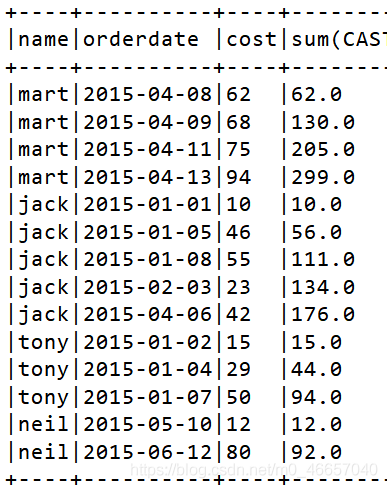 +----+----------+----+--------
|name|orderdate |cost|sum(CAST
+----+----------+----+--------
|mart|2015-04-08|62  |62.0
|mart|2015-04-09|68  |130.0
|mart|2015-04-11|75  |205.0
|mart|2015-04-13|94  |299.0
|jack|2015-01-01|10  |10.0
|jack|2015-01-05|46  |56.0
|jack|2015-01-08|55  |111.0
|jack|2015-02-03|23  |134.0
|jack|2015-04-06|42  |176.0
|tony|2015-01-02|15  |15.0
|tony|2015-01-04|29  |44.0
|tony|2015-01-07|50  |94.0
|neil|2015-05-10|12  |12.0
|neil|2015-06-12|80  |92.0
https://blog.csdn.net/m0_46657040
+----+----------+----+--------